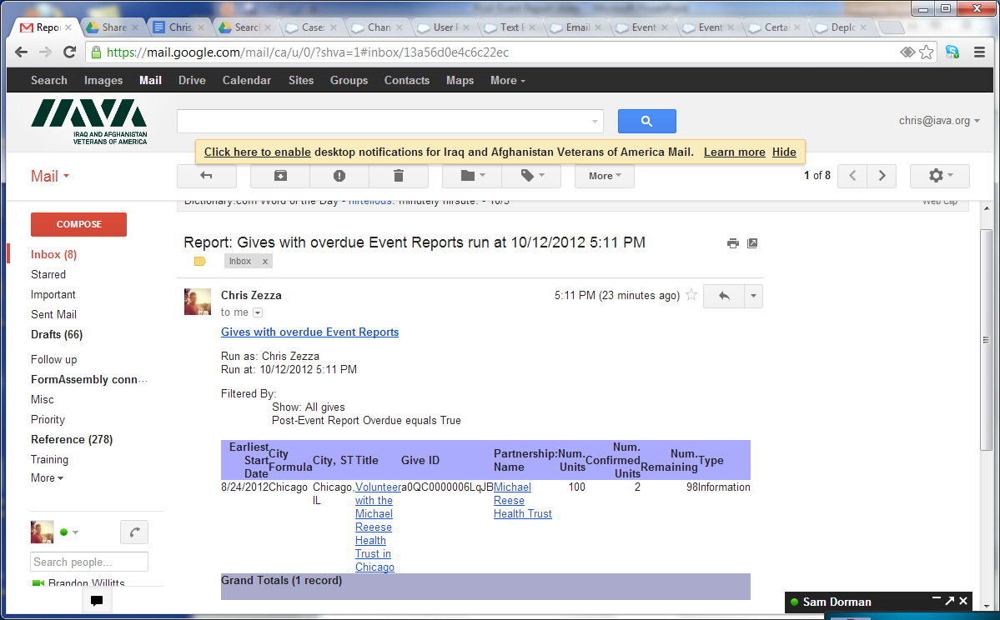 Post Event Report Jobs - Microsoft PowerPoint
Repor Share Chris Search Case: Chan User F Text E Email Event Event Certai Deplo
https://mail.google.com/mail/ca/u/0/?shva=1#inbox/13a56d0e4c6c22ec
Search Images Mail Drive Calendar Sites Groups Contacts Maps More
IAVA
IRAQ AND AFGHANISTAN
VETERANS OF AMERICA
chris@iava.org
Click here to enable desktop notifications for Iraq and Afghanistan Veterans of America Mail. Learn more Hide
Mail
More
1 of 8
Dictionary.com Word of the Day - hirtellous: minutely hirsute. - 10/5
Web Clip
COMPOSE
Inbox (8)
Starred
Important
Sent Mail
Drafts (66)
Follow up
FormAssembly conn...
Misc
Priority
Reference (278)
Training
More
Search people...
Brandon Willitts
Report: Gives with overdue Event Reports run at 10/12/2012 5:11 PM
Inbox x
Chris Zezza
5:11 PM (23 minutes ago)
to me
Gives with overdue Event Reports
Run as: Chris Zezza
Run at: 10/12/2012 5:11 PM
Filtered By:
Show: All gives
Post-Event Report Overdue equals True
Earliest Start Date City Formula City, ST Title Give ID Partnership: Name Num. Units Num. Confirmed Units Num. Remaining Type
8/24/2012 Chicago Chicago, IL Volunteer with the Michael Reeese Health Trust in Chicago a0QC0000006LqJB Michael Reese Health Trust 100 2 98 Information
Grand Totals (1 record)
Sam Dorman